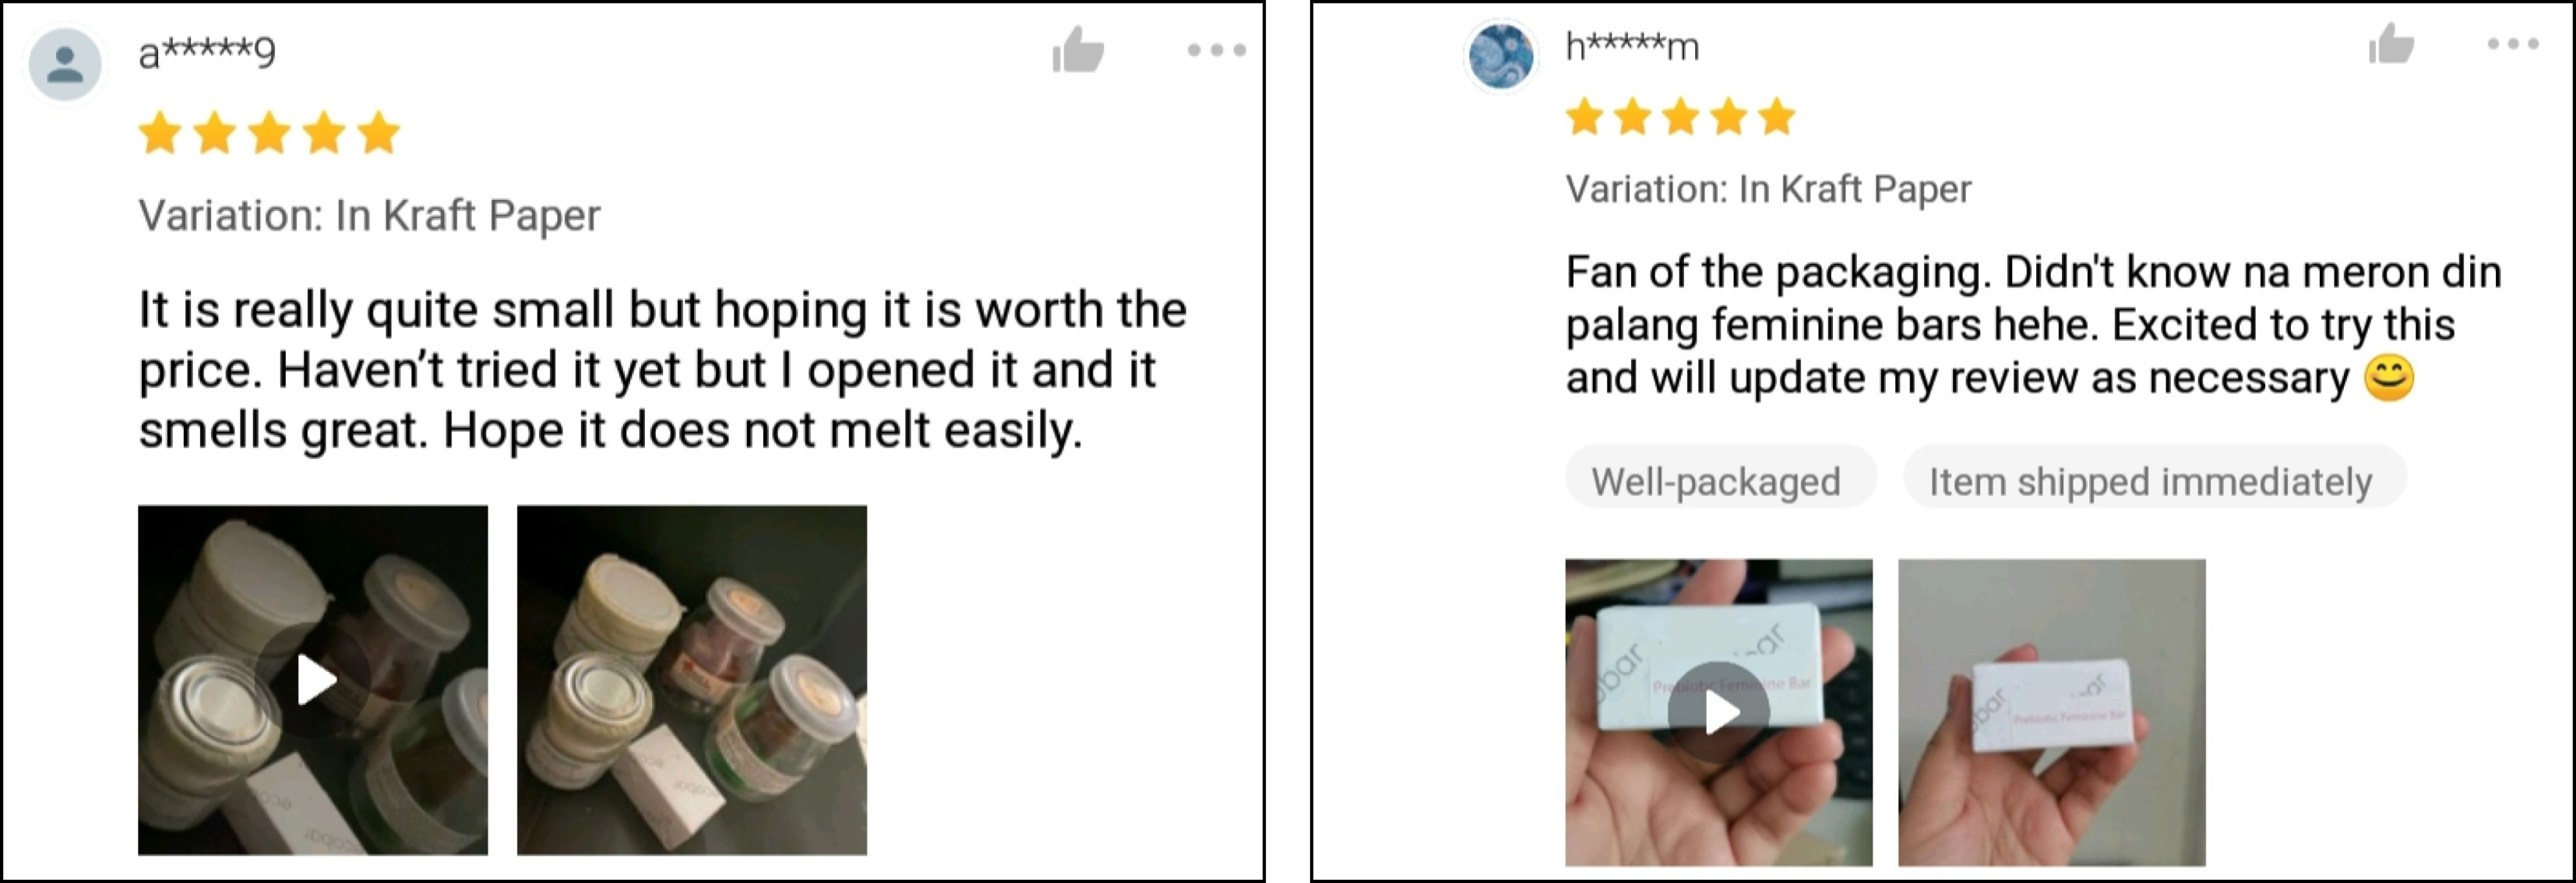 a*****9
Variation: In Kraft Paper
It is really quite small but hoping it is worth the
price. Haven’t tried it yet but I opened it and it
smells great. Hope it does not melt easily.
h*****m
Variation: In Kraft Paper
Fan of the packaging. Didn't know na meron din
palang feminine bars hehe. Excited to try this
and will update my review as necessary 😊
Well-packaged
Item shipped immediately
Prebiotic Feminine Bar
Prebiotic Feminine Bar